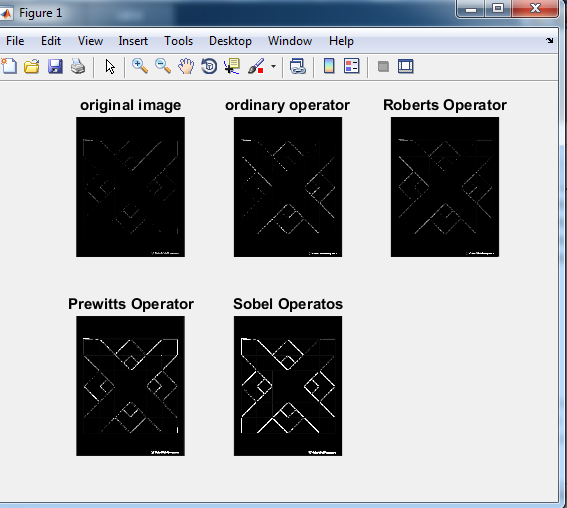 Figure 1
File Edit View Insert Tools Desktop Window Help
original image
ordinary operator
Roberts Operator
Prewitts Operator
Sobel Operatos